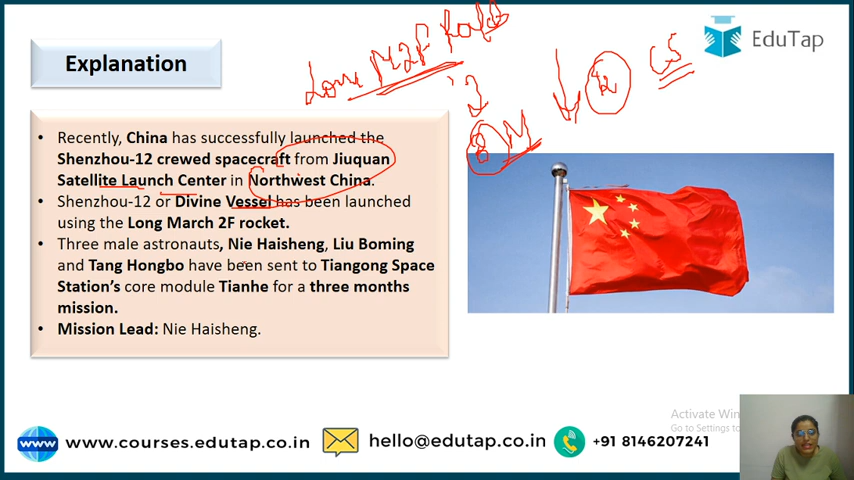 EduTap
Explanation
• Recently, China has successfully launched the
Shenzhou-12 crewed spacecraft from Jiuquan
Satellite Launch Center in Northwest China.
• Shenzhou-12 or Divine Vessel has been launched
using the Long March 2F rocket.
• Three male astronauts, Nie Haisheng, Liu Boming
and Tang Hongbo have been sent to Tiangong Space
Station's core module Tianhe for a three months
mission.
• Mission Lead: Nie Haisheng.
Activate Win
Go to Settings to
www
www.courses.edutap.co.in
hello@edutap.co.in
+91 8146207241